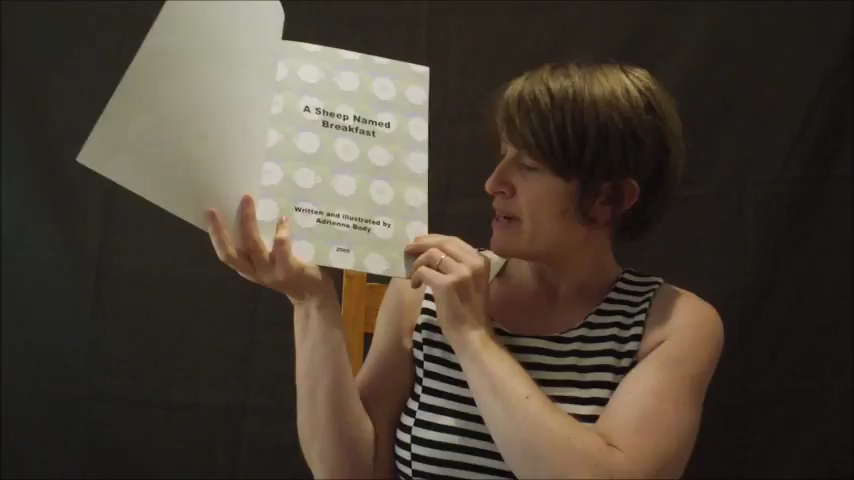 A Sheep Named
Breakfast
Written and illustrated by
Adrienne Body
2009